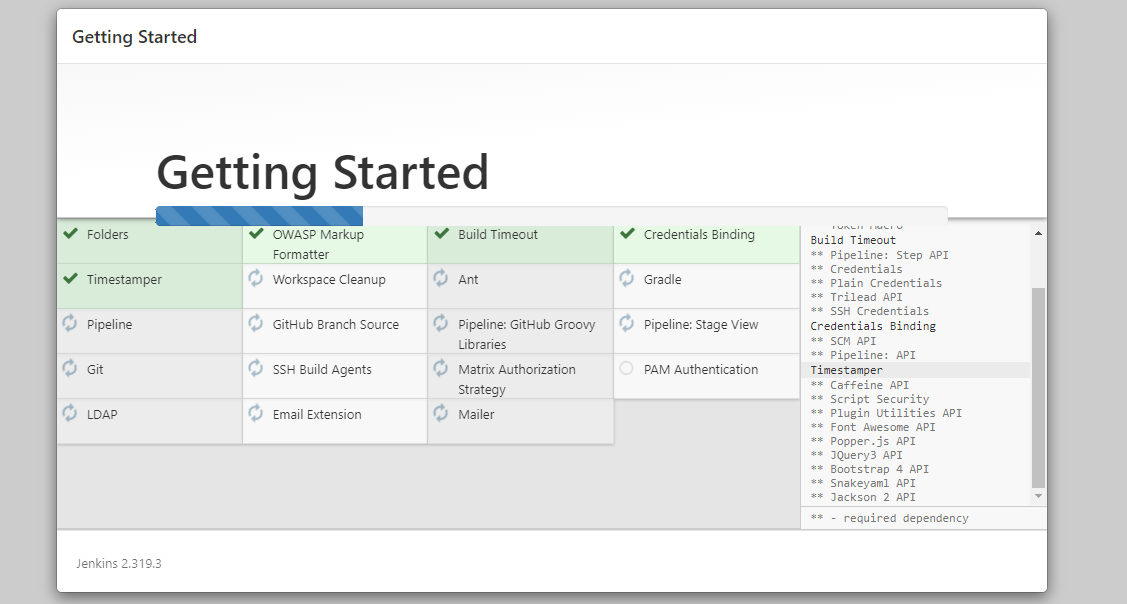 Getting Started
Getting Started
Folders
OWASP Markup
Formatter
Build Timeout
Credentials Binding
Timestamper
Workspace Cleanup
Ant
Gradle
Pipeline
GitHub Branch Source
Pipeline: GitHub Groovy
Libraries
Pipeline: Stage View
Git
SSH Build Agents
Matrix Authorization
Strategy
PAM Authentication
LDAP
Email Extension
Mailer
Build Timeout
** Pipeline: Step API
** Credentials
** Plain Credentials
** Trilead API
** SSH Credentials
Credentials Binding
** SCM API
** Pipeline: API
Timestamper
** Caffeine API
** Script Security
** Plugin Utilities API
** Font Awesome API
** Popper.js API
** JQuery3 API
** Bootstrap 4 API
** Snakeyaml API
** Jackson 2 API
** - required dependency
Jenkins 2.319.3